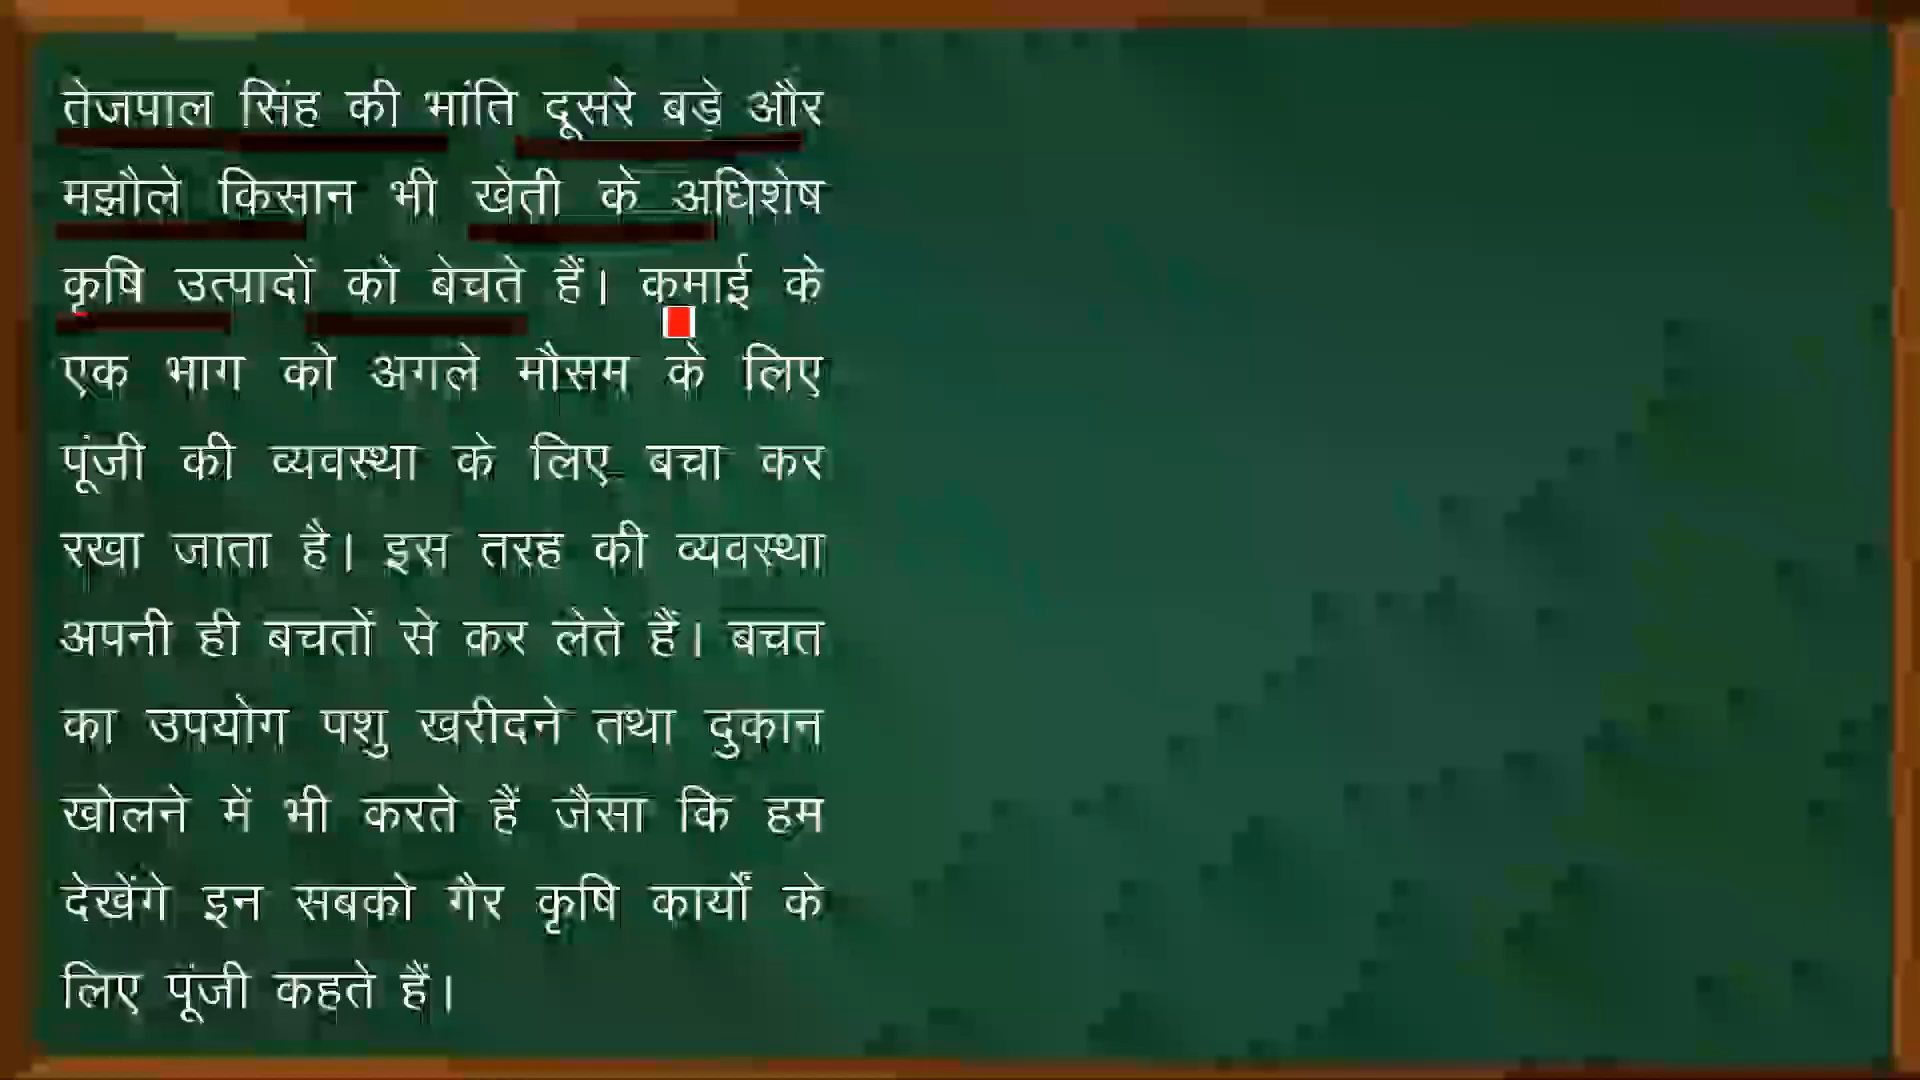 तेजपाल सिंह की भांति दूसरे बड़े और
मझौले किसान भी खेती के अधिशेष
कृषि उत्पादों को बेचते हैं। कमाई के
एक भाग को अगले मौसम के लिए
पूंजी की व्यवस्था के लिए बचा कर
रखा जाता है। इस तरह की व्यवस्था
अपनी ही बचतों से कर लेते हैं। बचत
का उपयोग पशु खरीदने तथा दुकान
खोलने में भी करते हैं जैसा कि हम
देखेंगे इन सबको गैर कृषि कार्यों के
लिए पूंजी कहते हैं।